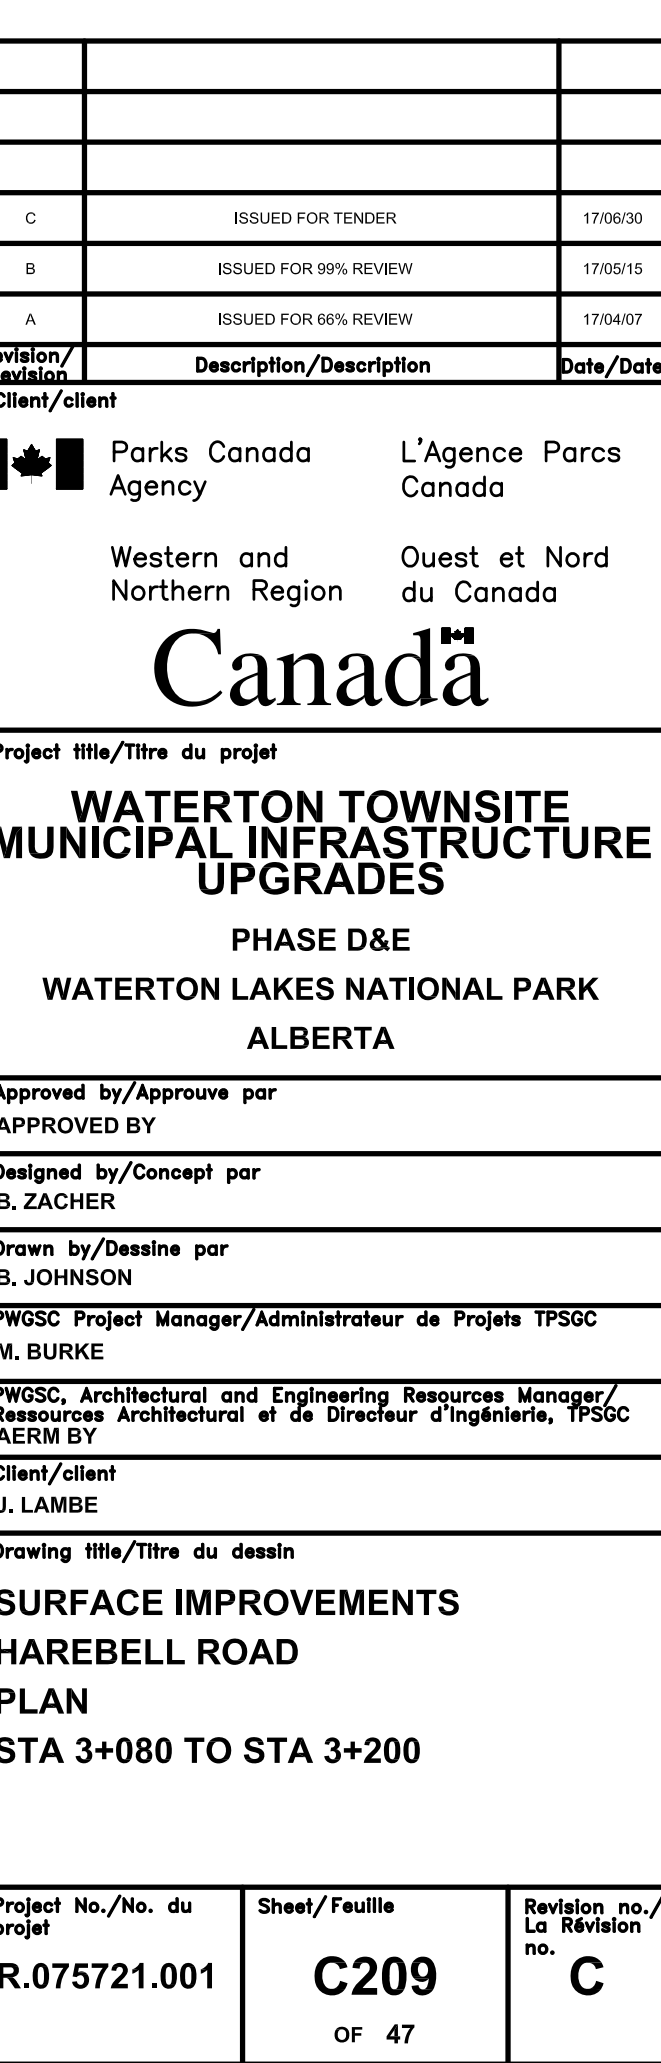 C ISSUED FOR TENDER 17/06/30
B ISSUED FOR 99% REVIEW 17/05/15
A ISSUED FOR 66% REVIEW 17/04/07
evision/ Description/Description Date/Date
evision
Client/client
Parks Canada
Agency
L'Agence Parcs
Canada
Western and
Northern Region
Ouest et Nord
du Canada
Canada
Project title/Titre du projet
WATERTON TOWNSITE
MUNICIPAL INFRASTRUCTURE
UPGRADES
PHASE D&E
WATERTON LAKES NATIONAL PARK
ALBERTA
Approved by/Approuve par
APPROVED BY
Designed by/Concept par
B. ZACHER
Drawn by/Dessine par
B. JOHNSON
PWGSC Project Manager/Administrateur de Projets TPSGC
M. BURKE
PWGSC, Architectural and Engineering Resources Manager/
Ressources Architectural et de Directeur d'Ingénierie, TPSGC
AERM BY
Client/client
J. LAMBE
Drawing title/Titre du dessin
SURFACE IMPROVEMENTS
HAREBELL ROAD
PLAN
STA 3+080 TO STA 3+200
Project No./No. du
projet
R.075721.001
Sheet/Feuille
C209
OF 47
Revision no./
La Révision
no.
C